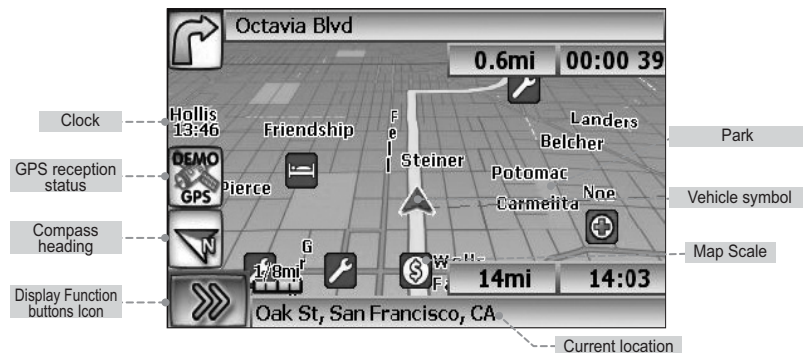 Octavia Blvd
0.6mi 00:00 39
Clock
Hollis
13:46
Friendship
Fell
Landers
Belcher
Park
GPS reception
status
DEMO
GPS
Pierce
Steiner
Potomac
Noe
Carmelita
Vehicle symbol
Compass
heading
N
Map Scale
1/8mi
$
Wells
14mi 14:03
Display Function
buttons Icon
Oak St, San Francisco, CA
Current location